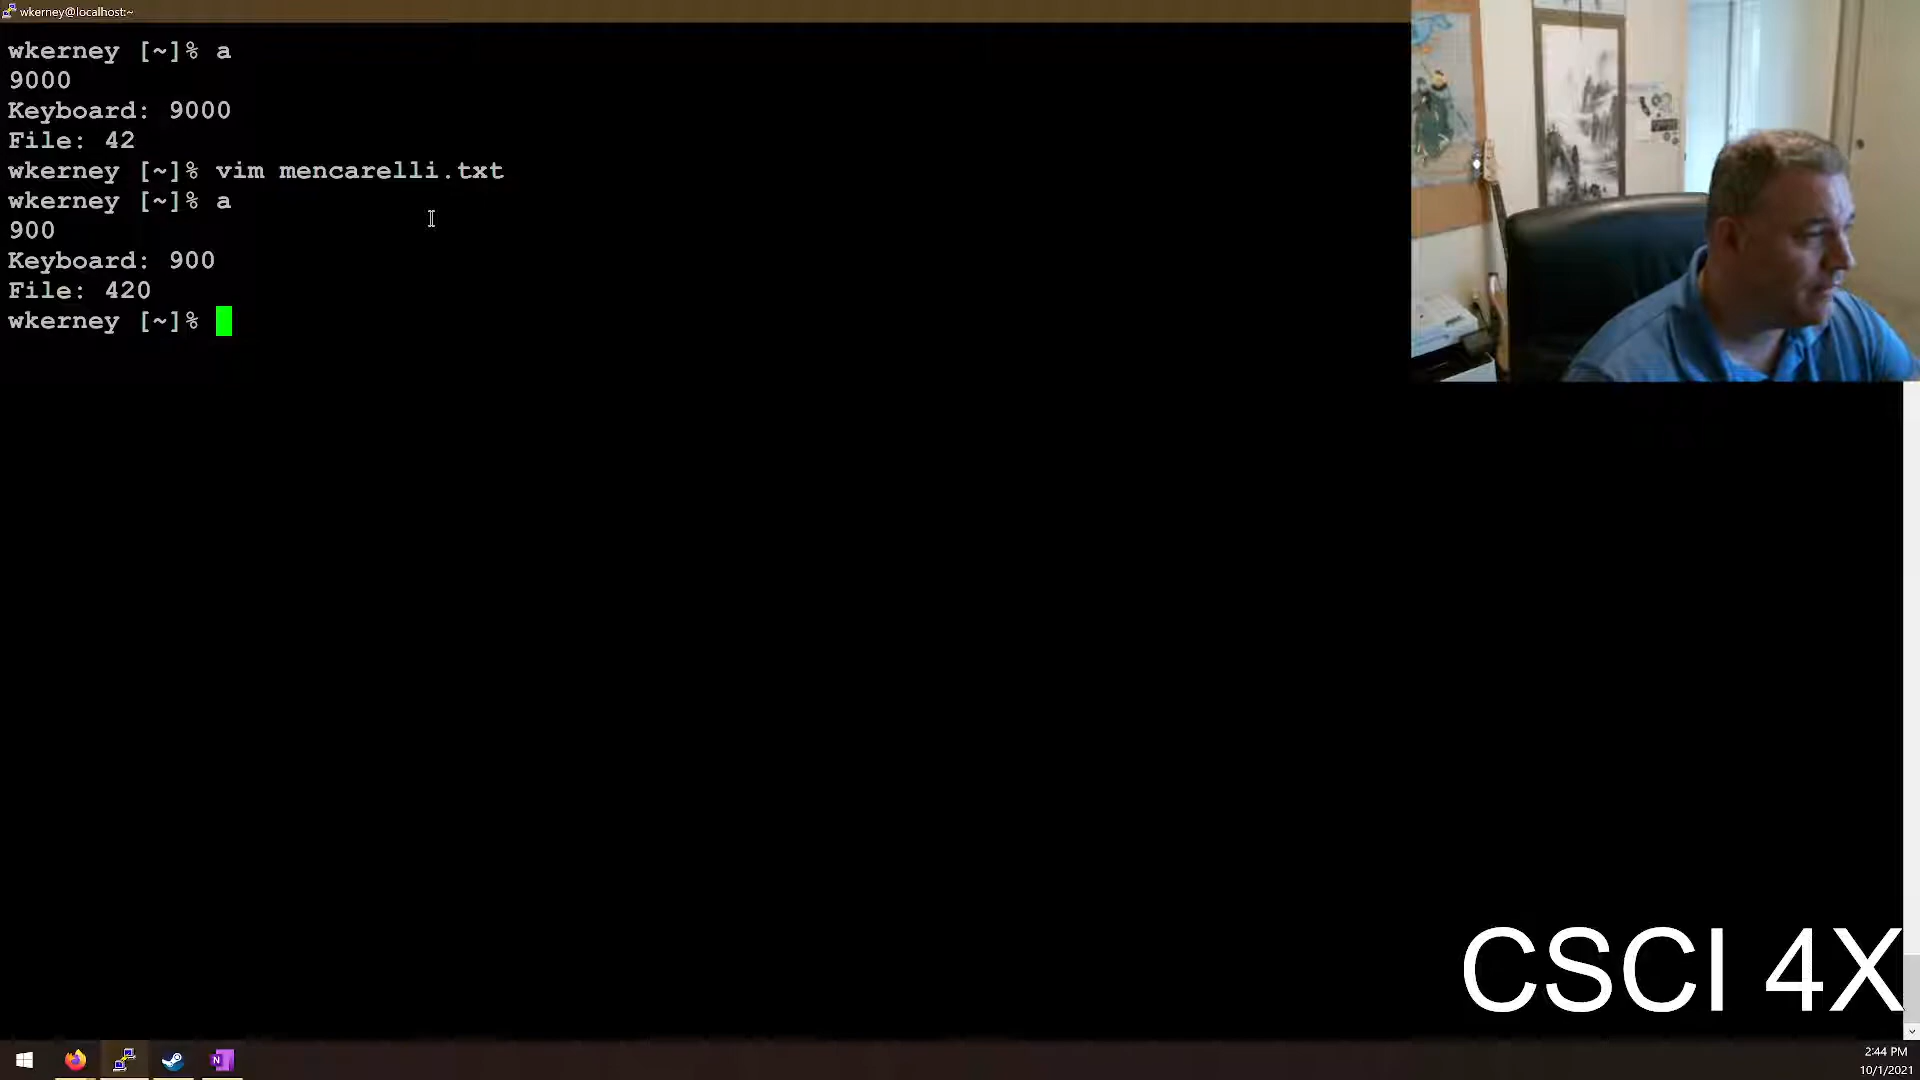 wkerney@localhost:~
wkerney [~]% a
9000
Keyboard: 9000
File: 42
wkerney [~]% vim mencarelli.txt
wkerney [~]% a
900
Keyboard: 900
File: 420
wkerney [~]%
CSCI 4X
N
2:44 PM
10/1/2021